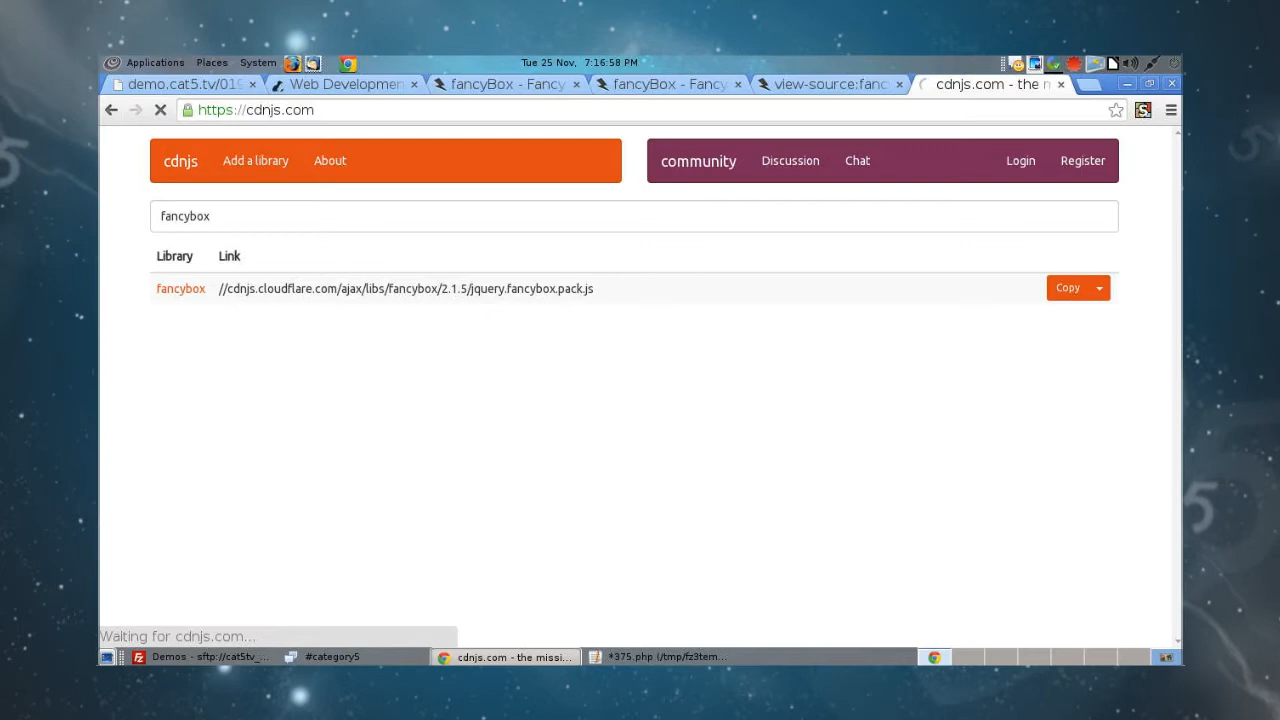 Applications Places System Tue 25 Nov, 7:16:58 PM
demo.cat5.tv/019 Web Developmen fancyBox - Fancy fancyBox - Fancy view-source:fanc cdnjs.com - the m
https://cdnjs.com
cdnjs Add a library About community Discussion Chat Login Register
fancybox
Library Link
fancybox //cdnjs.cloudflare.com/ajax/libs/fancybox/2.1.5/jquery.fancybox.pack.js Copy
Waiting for cdnjs.com...
Demos - sftp://cat5tv_... #category5 cdnjs.com - the missi... *375.php (/tmp/fz3tem...